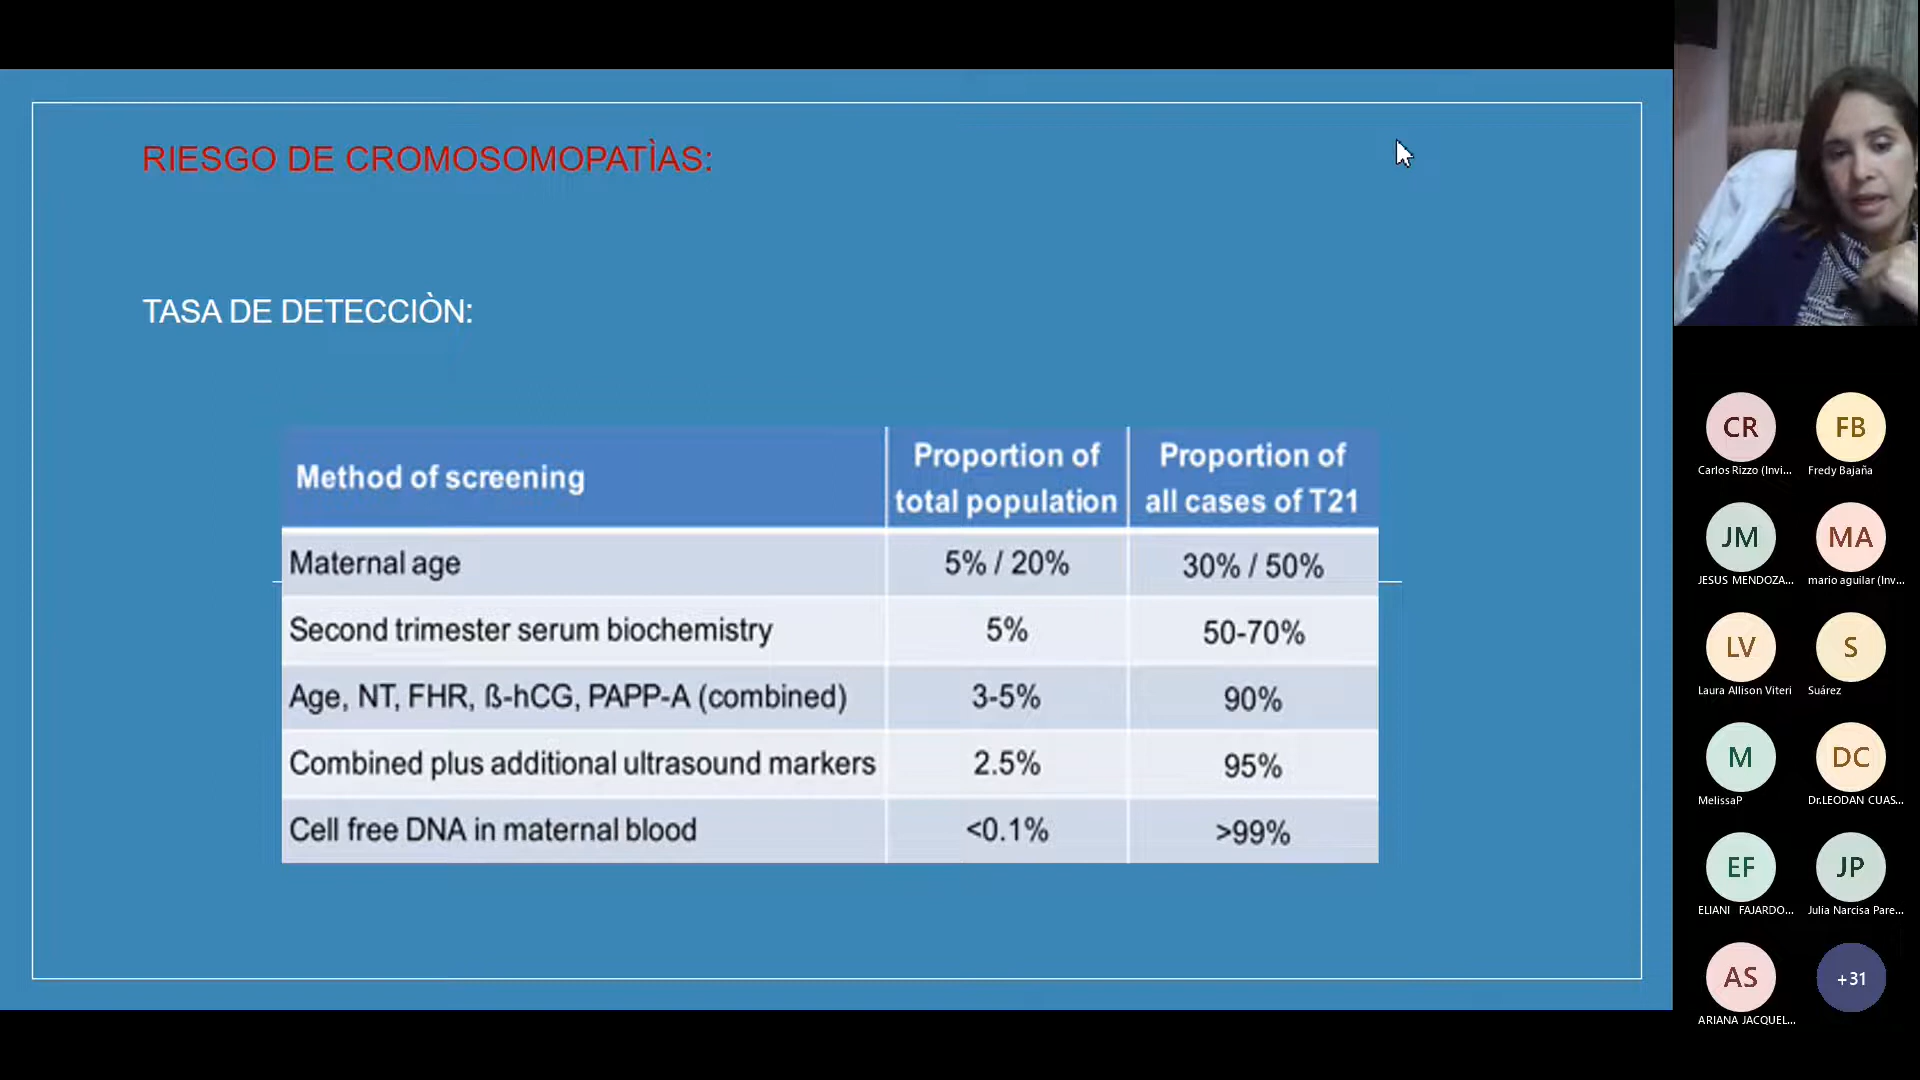 RIESGO DE CROMOSOMOPATÌAS:
TASA DE DETECCIÒN:
Method of screening
Proportion of
total population
Proportion of
all cases of T21
Maternal age
5% / 20%
30% / 50%
Second trimester serum biochemistry
5%
50-70%
Age, NT, FHR, ß-hCG, PAPP-A (combined)
3-5%
90%
Combined plus additional ultrasound markers
2.5%
95%
Cell free DNA in maternal blood
<0.1%
>99%
CR
Carlos Rizzo (Invi...
FB
Fredy Bajaña
JM
JESUS MENDOZA...
MA
mario aguilar (Inv...
LV
Laura Allison Viteri
S
Suárez
M
MelissaP
DC
Dr.LEODAN CUAS...
EF
ELIANI FAJARDO...
JP
Julia Narcisa Pare...
AS
ARIANA JACQUEL...
+31